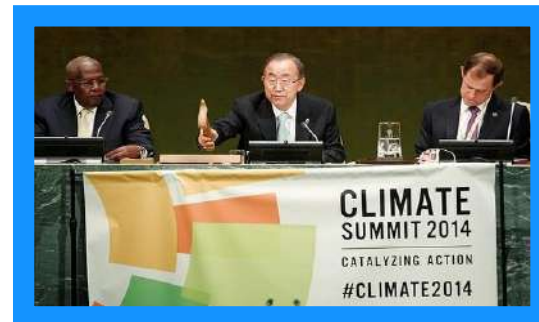 CLIMATE
SUMMIT 2014
CATALYZING ACTION
#CLIMATE2014